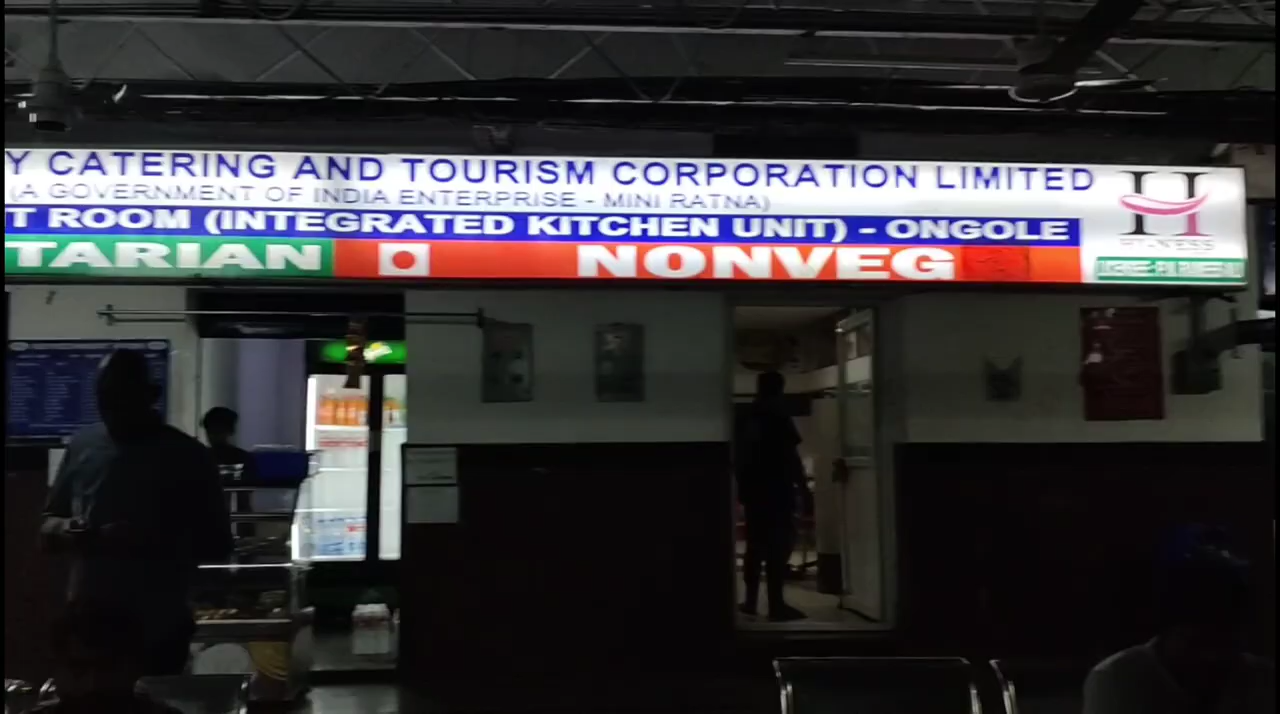 Y CATERING AND TOURISM CORPORATION LIMITED
(A GOVERNMENT OF INDIA ENTERPRISE - MINI RATNA)
T ROOM (INTEGRATED KITCHEN UNIT) - ONGOLE
TARIAN NONVEG
H